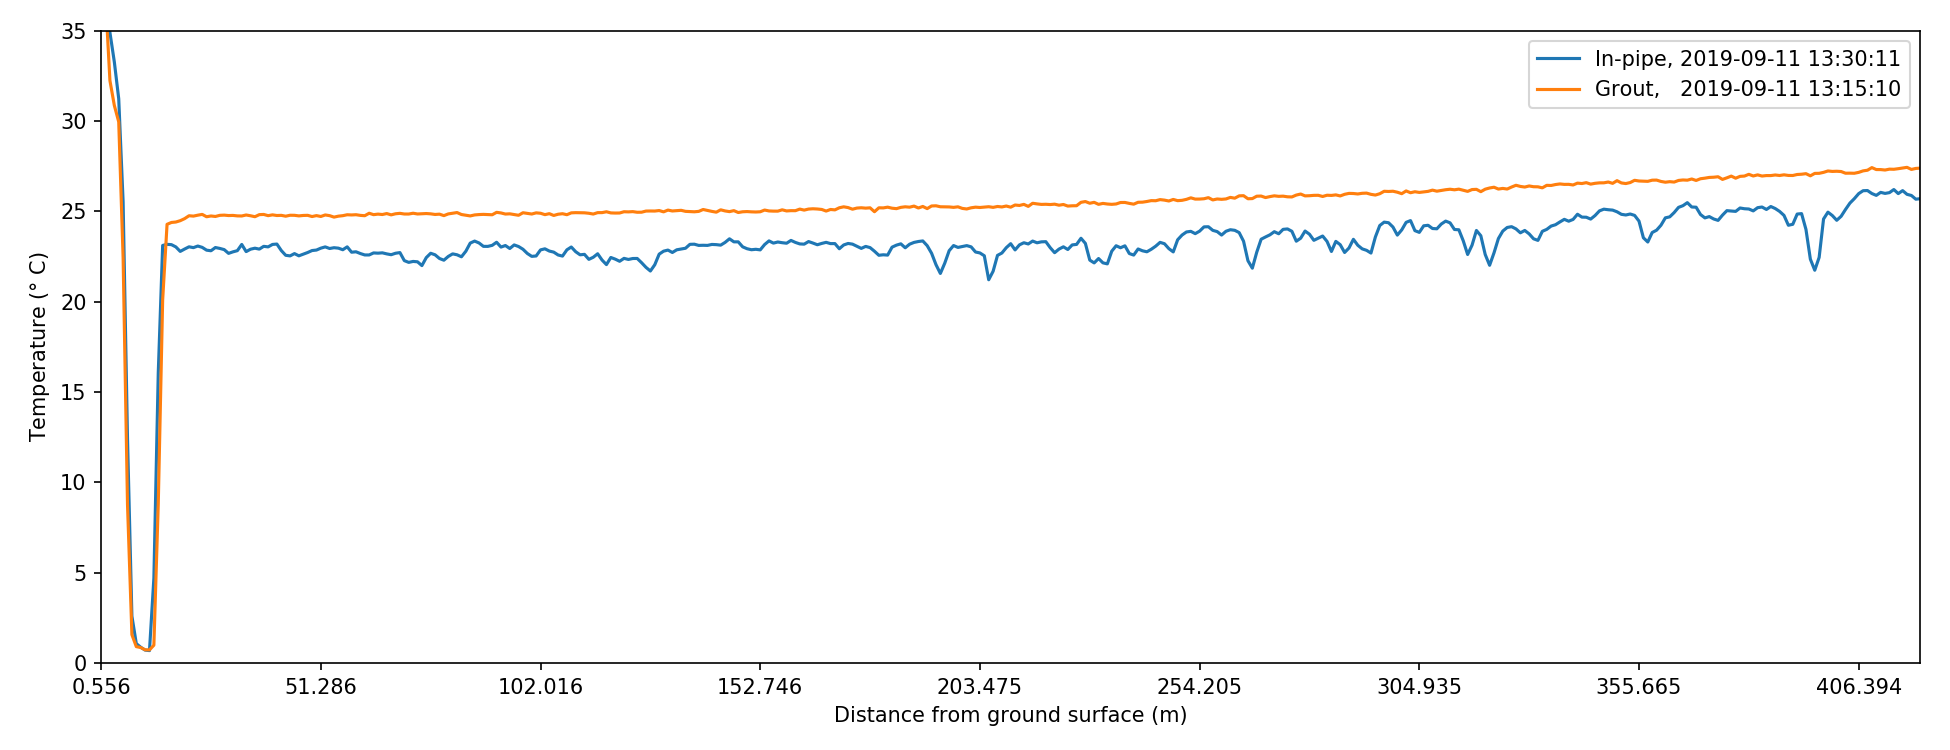 In-pipe, 2019-09-11 13:30:11
Grout, 2019-09-11 13:15:10
35
30
25
20
15
10
5
0
Temperature (° C)
0.556 51.286 102.016 152.746 203.475 254.205 304.935 355.665 406.394
Distance from ground surface (m)